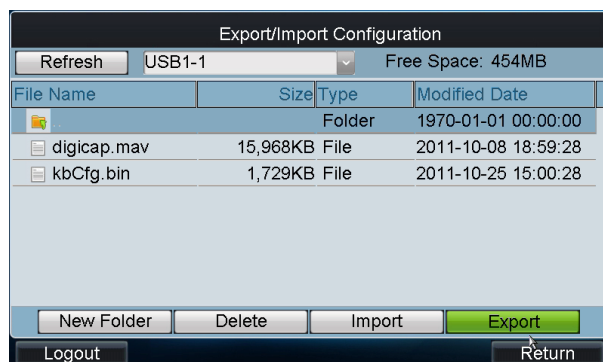 Export/Import Configuration
Refresh USB1-1 Free Space: 454MB
File Name Size Type Modified Date
.. Folder 1970-01-01 00:00:00
digicap.mav 15,968KB File 2011-10-08 18:59:28
kbCfg.bin 1,729KB File 2011-10-25 15:00:28
New Folder Delete Import Export
Logout Return